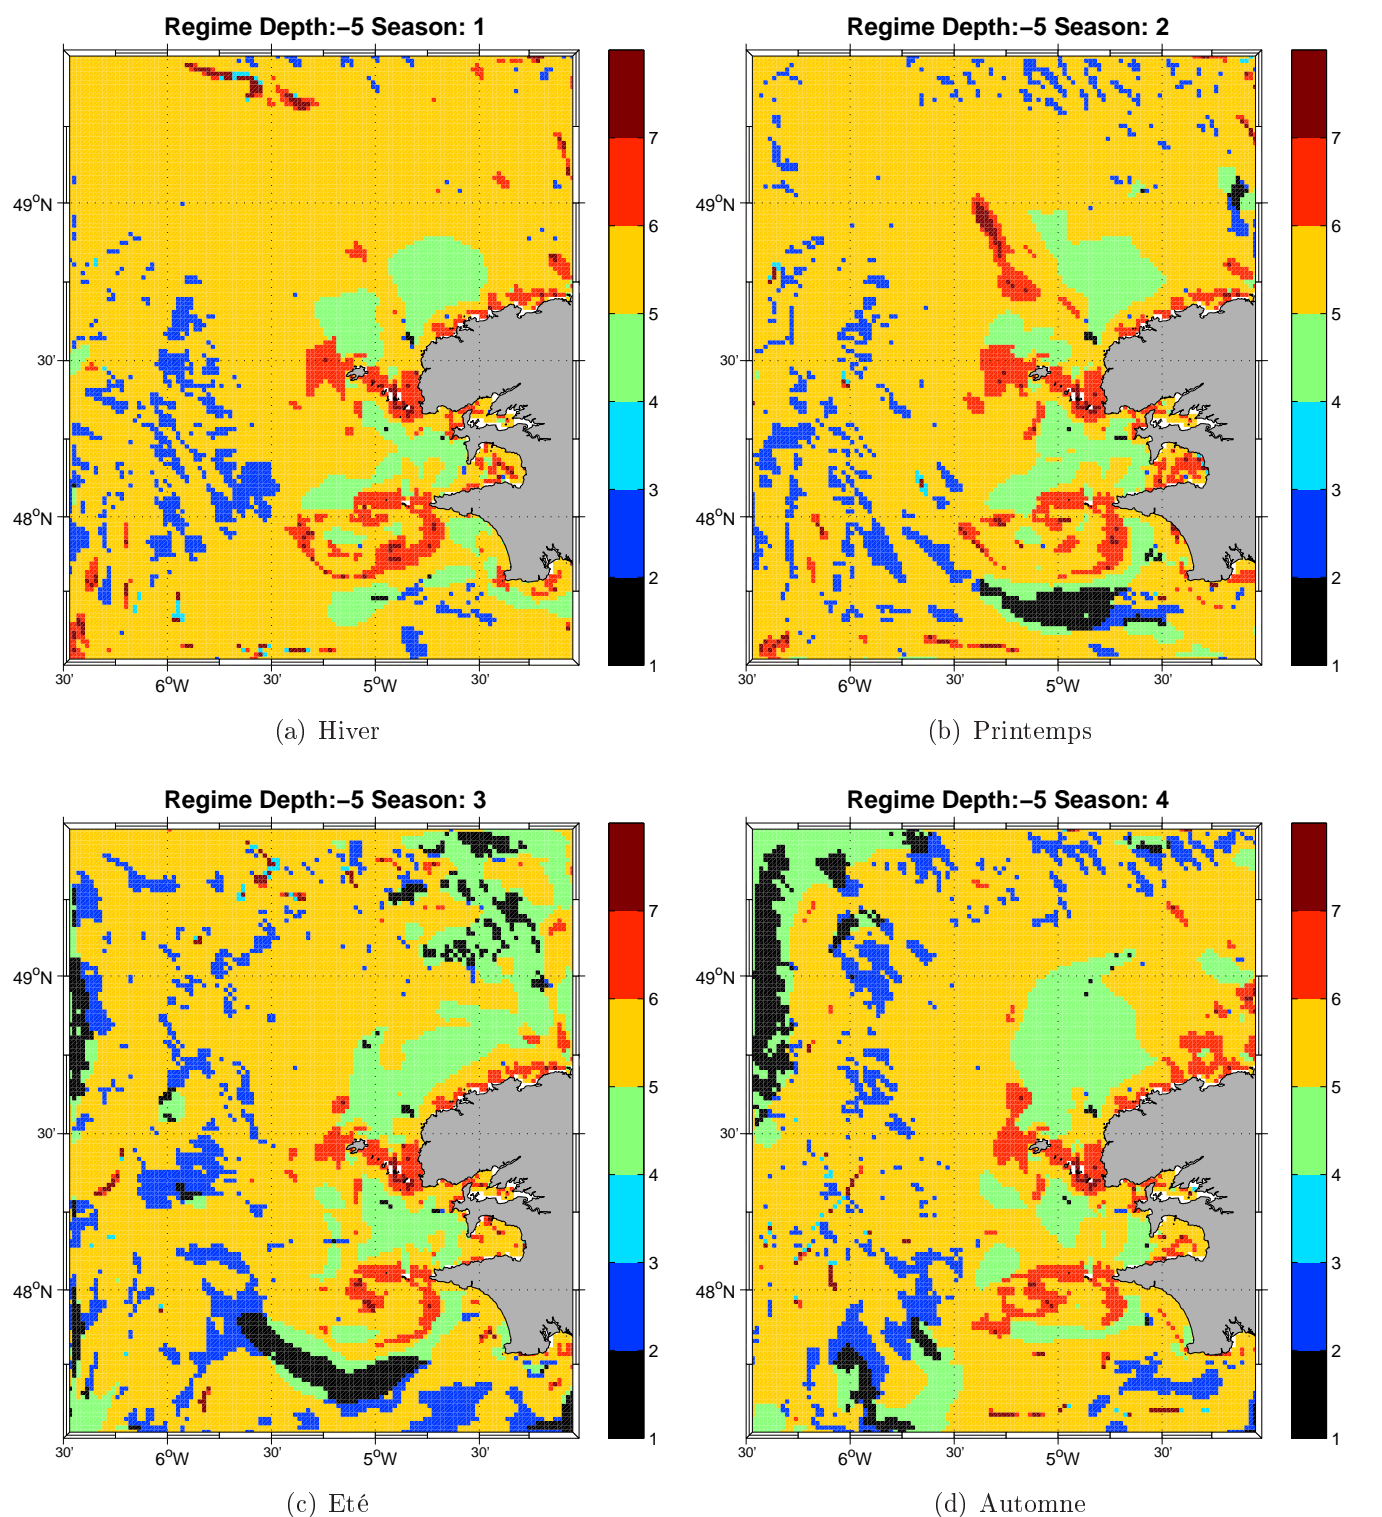 Regime Depth:−5 Season: 1
49°N
30'
48°N
30'
6°W
30'
5°W
30'
7
6
5
4
3
2
1
(a) Hiver
Regime Depth:−5 Season: 2
49°N
30'
48°N
30'
6°W
30'
5°W
30'
7
6
5
4
3
2
1
(b) Printemps
Regime Depth:−5 Season: 3
49°N
30'
48°N
30'
6°W
30'
5°W
30'
7
6
5
4
3
2
1
(c) Eté
Regime Depth:−5 Season: 4
49°N
30'
48°N
30'
6°W
30'
5°W
30'
7
6
5
4
3
2
1
(d) Automne